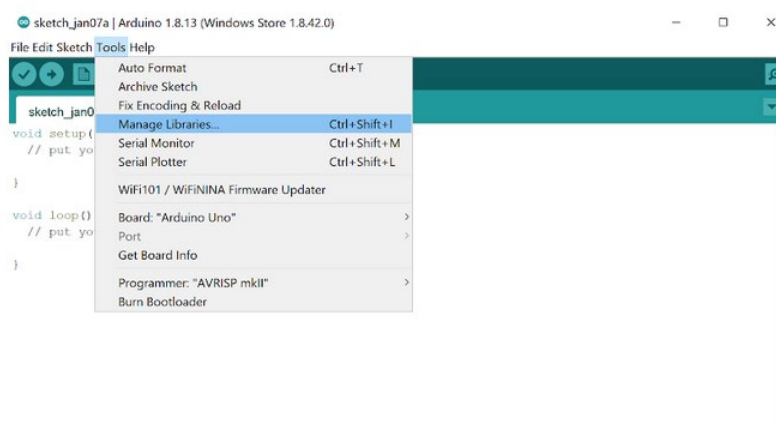 sketch_jan07a | Arduino 1.8.13 (Windows Store 1.8.42.0)
File Edit Sketch Tools Help
Auto Format Ctrl+T
Archive Sketch
Fix Encoding & Reload
sketch_jan0
Manage Libraries... Ctrl+Shift+I
void setup(
Serial Monitor Ctrl+Shift+M
// put yo
Serial Plotter Ctrl+Shift+L
}
WiFi101 / WiFiNINA Firmware Updater
void loop()
Board: "Arduino Uno"
// put yo
Port
Get Board Info
}
Programmer: "AVRISP mkII"
Burn Bootloader